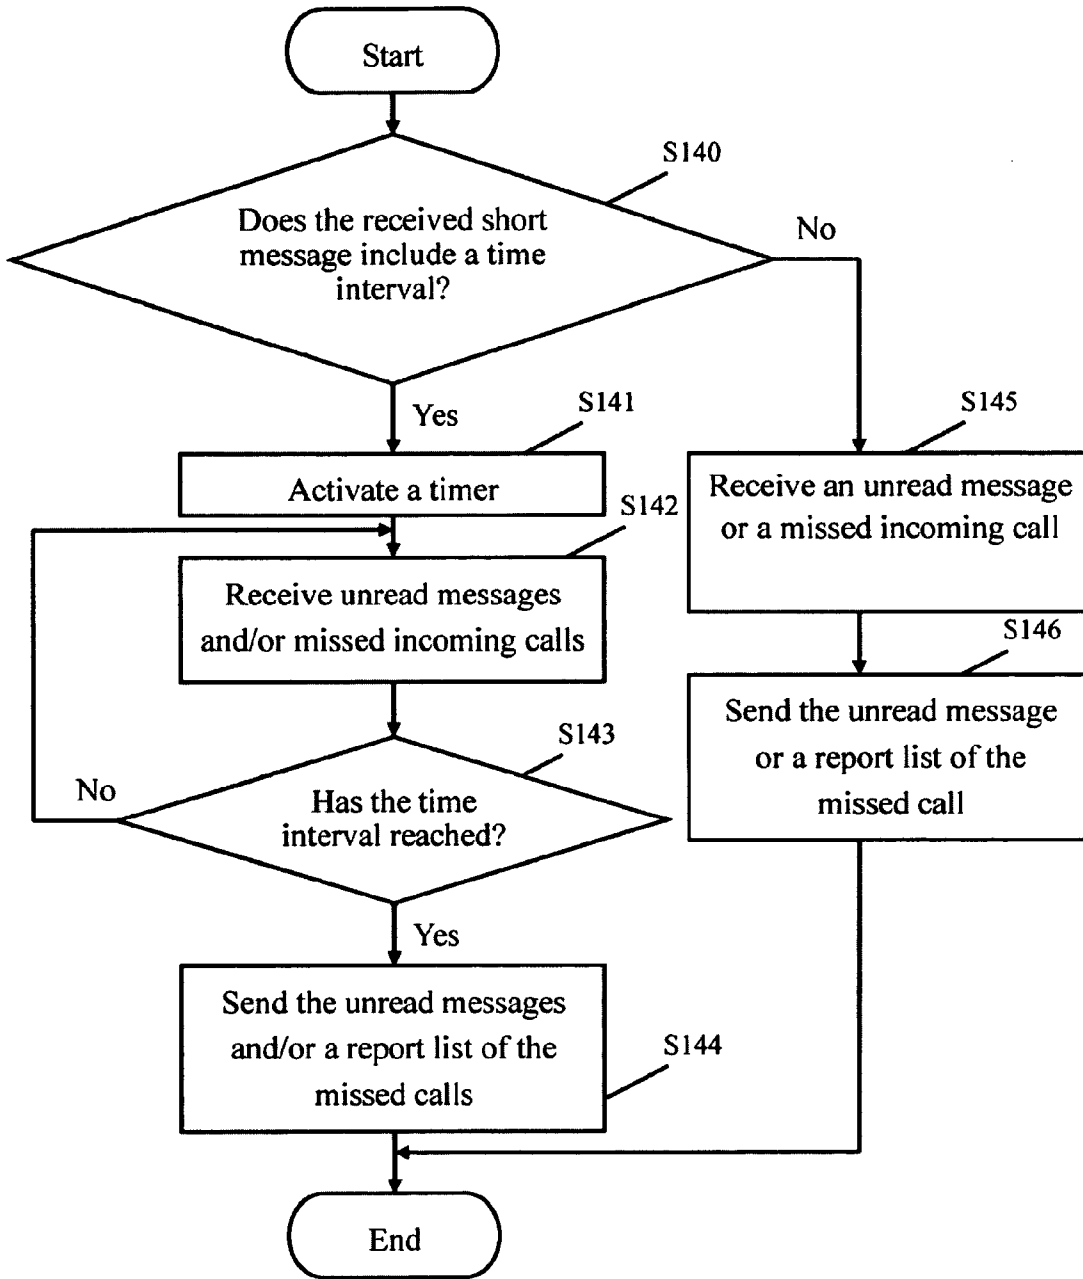 Start
S140
Does the received short
message include a time
interval?
No
Yes
S141
S145
Activate a timer
Receive an unread message
or a missed incoming call
S142
Receive unread messages
and/or missed incoming calls
S146
Send the unread message
or a report list of the
missed call
S143
No
Has the time
interval reached?
Yes
Send the unread messages
and/or a report list of the
missed calls
S144
End